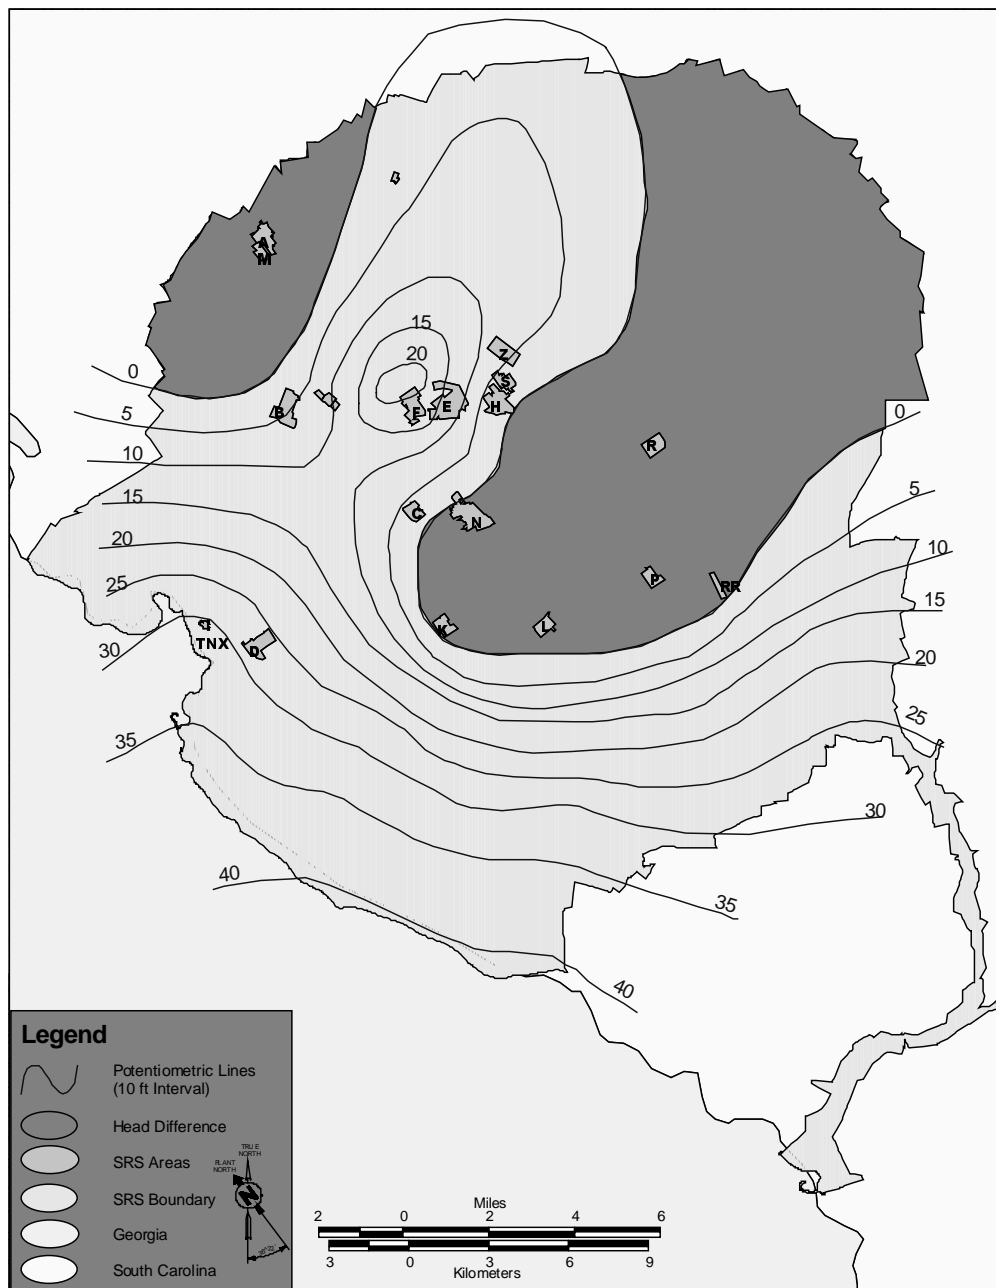 A
M
15
20
Z
S
B
F
E
H
0
5
10
15
20
25
30
35
40
R
C
N
P
RR
K
L
TNX
D
0
5
10
15
20
25
30
35
40
Legend
Potentiometric Lines
(10 ft Interval)
Head Difference
SRS Areas
SRS Boundary
Georgia
South Carolina
TRUE
NORTH
PLANT
NORTH
N
Miles
2 0 2 4 6
3 0 3 6 9
Kilometers